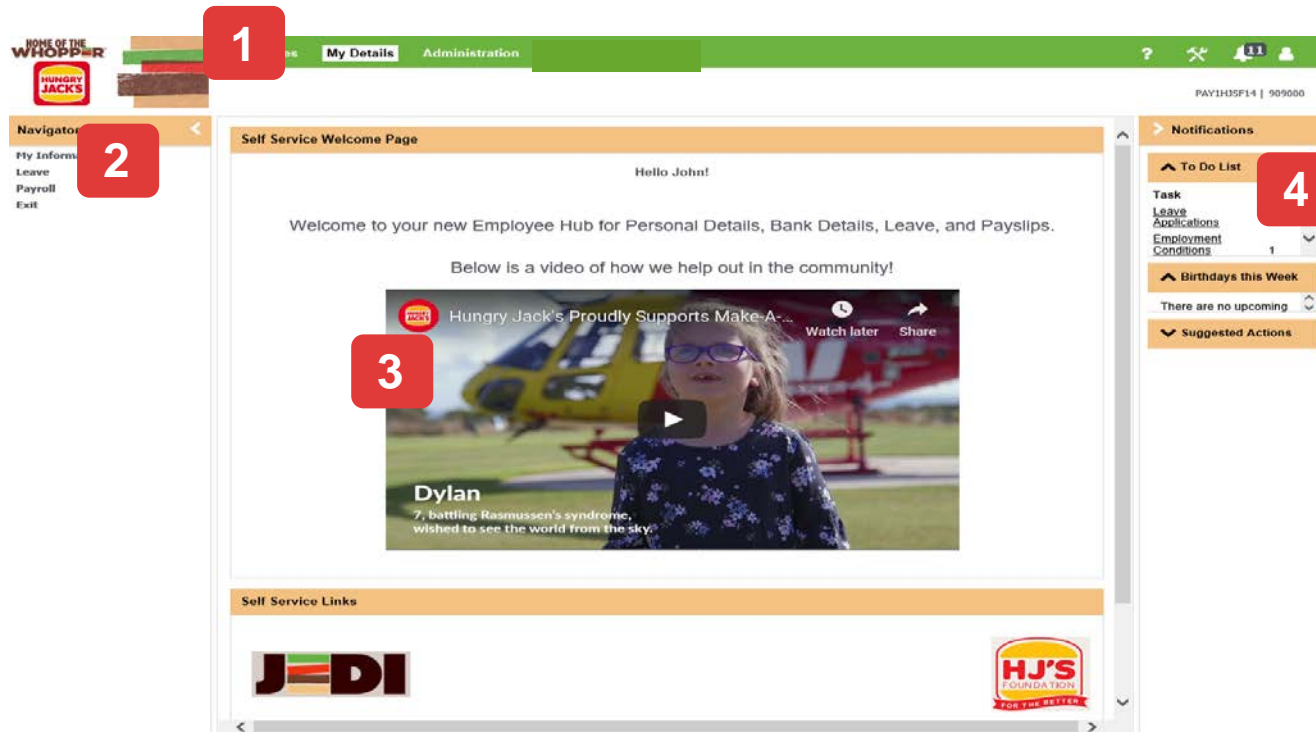 HOME OF THE
WHOPPER
HUNGRY
JACK'S
1
My Details
Administration
?
11
PAY1HJ5F14 | 909000
Navigator
2
Leave
Payroll
Exit
Self Service Welcome Page
Hello John!
Welcome to your new Employee Hub for Personal Details, Bank Details, Leave, and Payslips.
Below is a video of how we help out in the community!
HUNGRY
JACK'S
Hungry Jack's Proudly Supports Make-A-...
Watch later
Share
3
Dylan
7, battling Rasmussen's syndrome,
wished to see the world from the sky.
Self Service Links
JEDI
HJ'S
FOUNDATION
FOR THE BETTER
Notifications
To Do List
4
Task
Leave
Applications
Employment
Conditions 1
Birthdays this Week
There are no upcoming
Suggested Actions